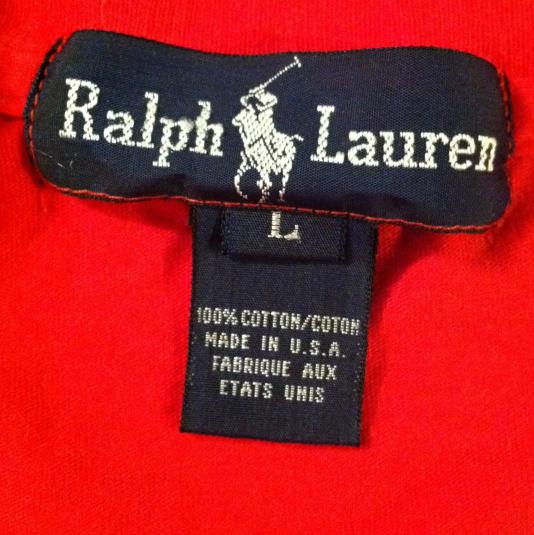 Ralph Lauren
L
100% COTTON/COTON
MADE IN U.S.A.
FABRIQUE AUX
ETATS UNIS